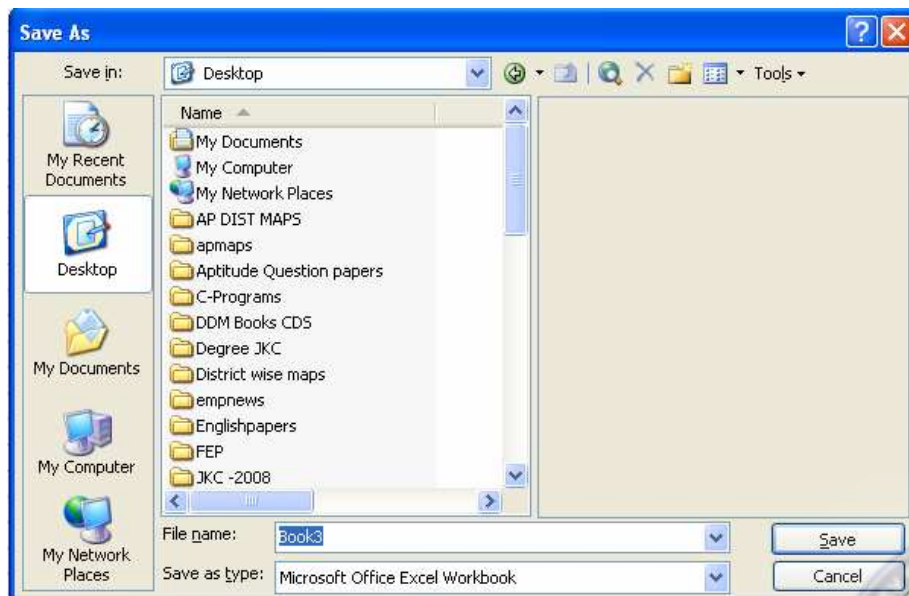 Save As
Save in:
Desktop
Tools
My Recent
Documents
Desktop
My Documents
My Computer
My Network
Places
Name
My Documents
My Computer
My Network Places
AP DIST MAPS
apmaps
Aptitude Question papers
C-Programs
DDM Books CDS
Degree JKC
District wise maps
empnews
Englishpapers
FEP
JKC -2008
File name:
Book3
Save
Save as type:
Microsoft Office Excel Workbook
Cancel